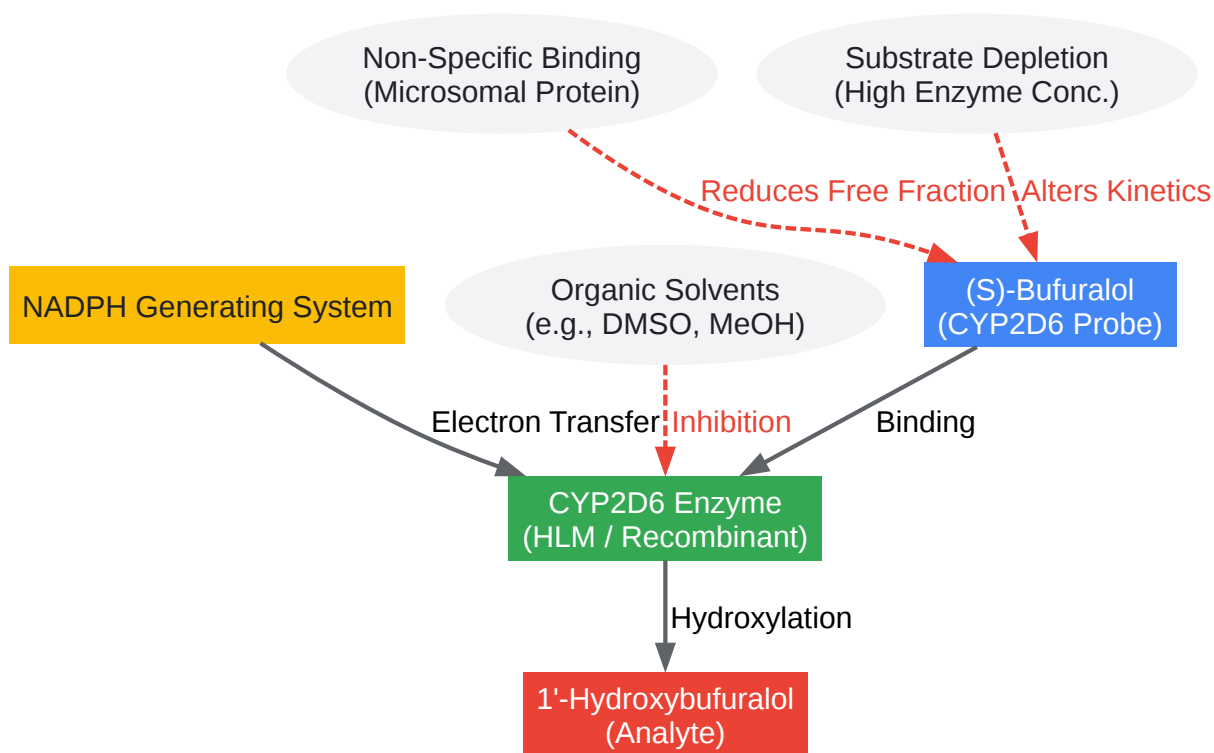 Non-Specific Binding
(Microsomal Protein)
Substrate Depletion
(High Enzyme Conc.)
Reduces Free Fraction
Alters Kinetics
NADPH Generating System
Organic Solvents
(e.g., DMSO, MeOH)
(S)-Bufuralol
(CYP2D6 Probe)
Electron Transfer
Inhibition
Binding
CYP2D6 Enzyme
(HLM / Recombinant)
Hydroxylation
1'-Hydroxybufuralol
(Analyte)